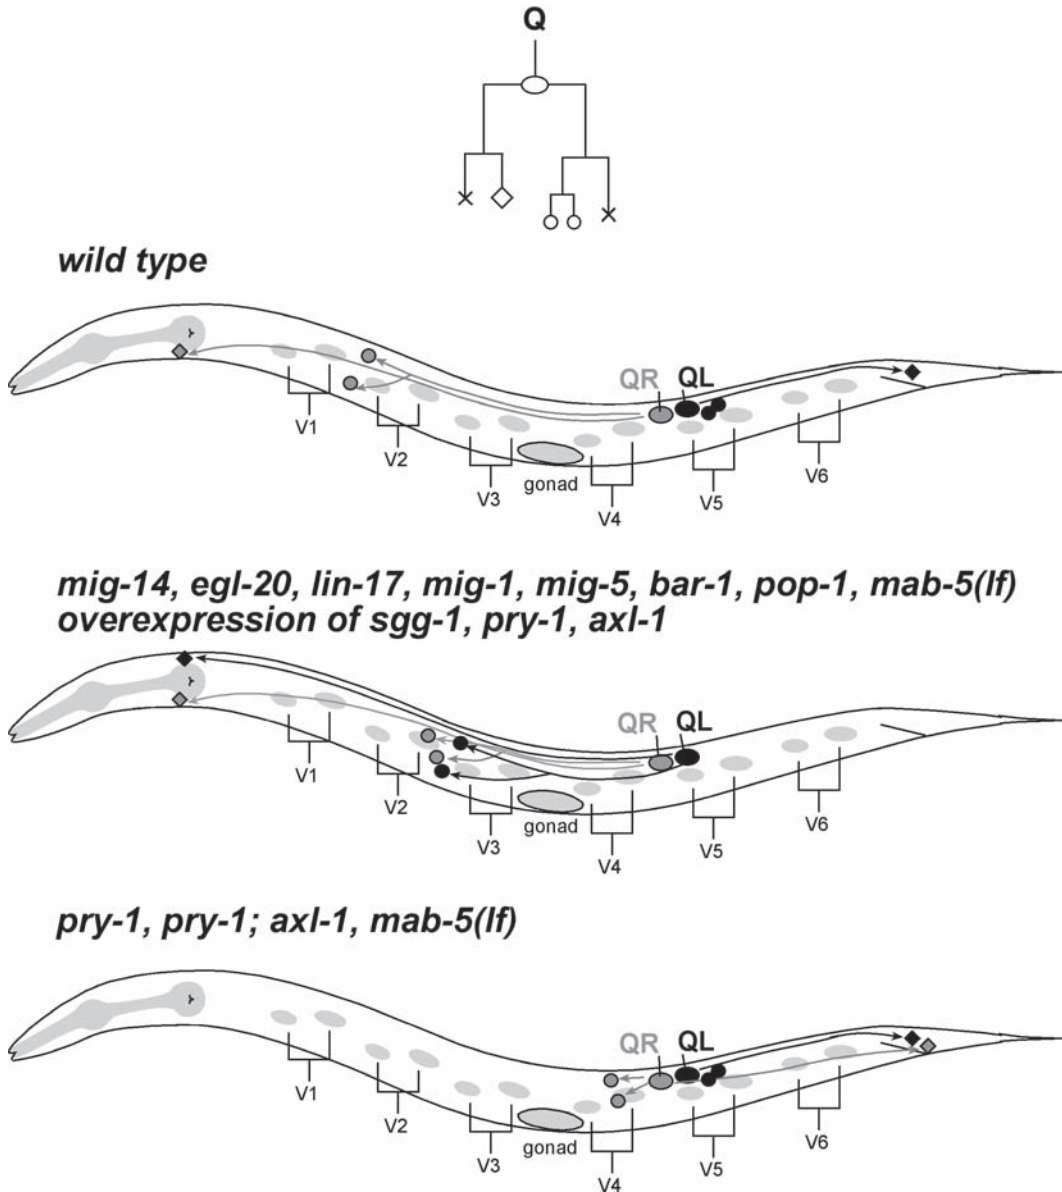 Q
wild type
QR QL
V1
V2
V3
gonad
V4
V5
V6
mig-14, egl-20, lin-17, mig-1, mig-5, bar-1, pop-1, mab-5(lf)
overexpression of sgg-1, pry-1, axl-1
QR QL
V1
V2
V3
gonad
V4
V5
V6
pry-1, pry-1; axl-1, mab-5(lf)
QR QL
V1
V2
V3
gonad
V4
V5
V6